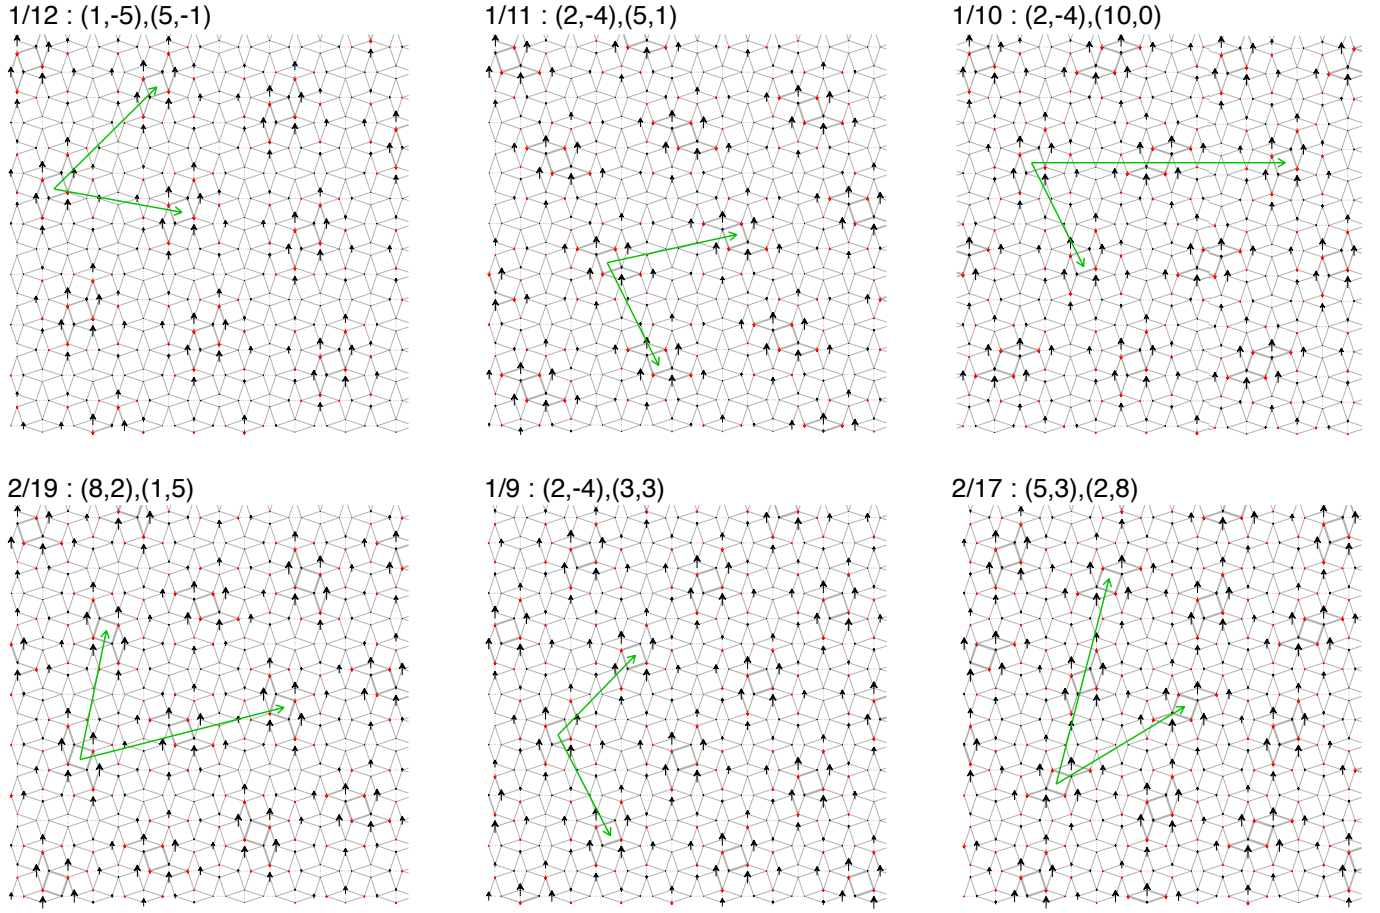 1/12 : (1,-5),(5,-1)
1/11 : (2,-4),(5,1)
1/10 : (2,-4),(10,0)
2/19 : (8,2),(1,5)
1/9 : (2,-4),(3,3)
2/17 : (5,3),(2,8)